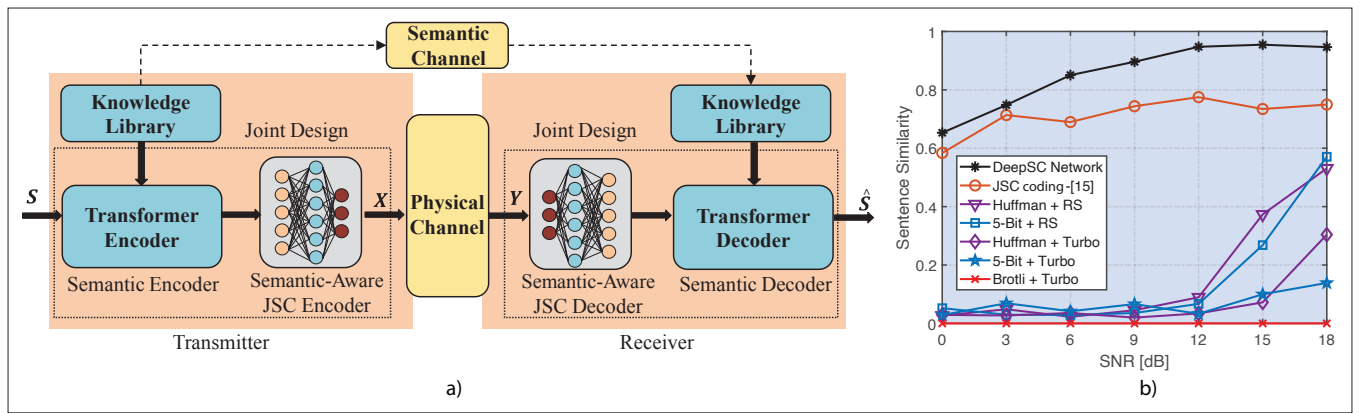 Semantic
Channel
Knowledge
Library
Joint Design
S
Transformer
Encoder
Semantic Encoder
Semantic-Aware
JSC Encoder
X
Transmitter
Physical
Channel
Y
Joint Design
Knowledge
Library
Semantic-Aware
JSC Decoder
Transformer
Decoder
Semantic Decoder
Ŝ
Receiver
a)
Sentence Similarity
1
0.8
0.6
0.4
0.2
0
DeepSC Network
JSC coding-[15]
Huffman + RS
5-Bit + RS
Huffman + Turbo
5-Bit + Turbo
Brotli + Turbo
0 3 6 9 12 15 18
SNR [dB]
b)